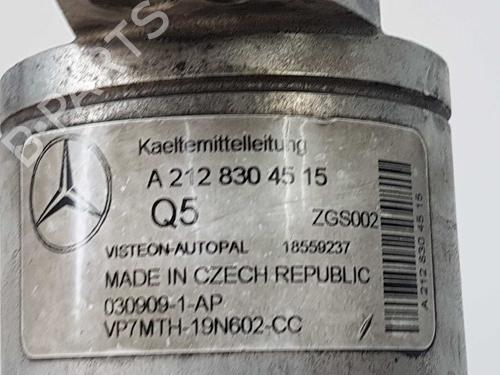 B-PARTS
Kaeltemittelleitung
A 212 830 45 15
Q5
ZGS002
VISTEON-AUTOPAL 18559237
MADE IN CZECH REPUBLIC
030909-1-AP
VP7MTH-19N602-CC
A 212 830 45 15